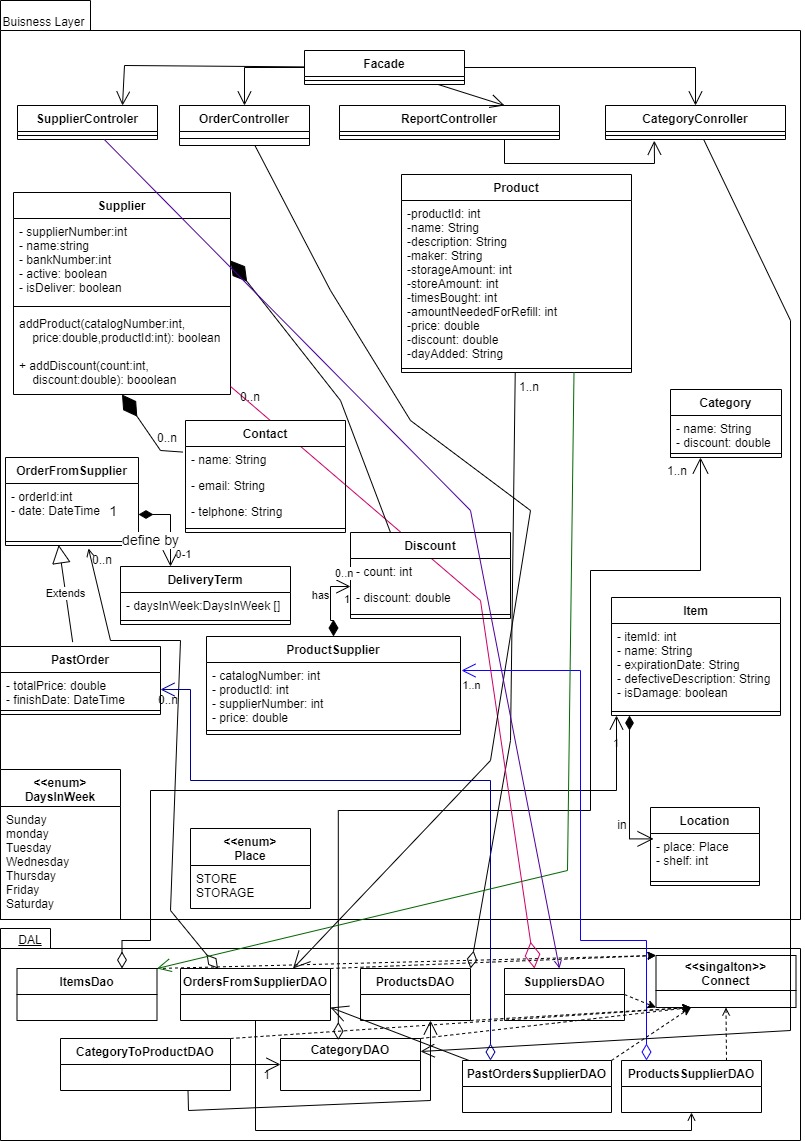 Buisness Layer
Facade
SupplierControler
OrderController
ReportController
CategoryConroller
Supplier
- supplierNumber:int
- name:string
- bankNumber:int
- active: boolean
- isDeliver: boolean
addProduct(catalogNumber:int,
price:double,productId:int): boolean
+ addDiscount(count:int,
discount:double): booolean
Product
-productId: int
-name: String
-description: String
-maker: String
-storageAmount: int
-storeAmount: int
-timesBought: int
-amountNeededForRefill: int
-price: double
-discount: double
-dayAdded: String
0..n
1..n
0..n
Category
- name: String
- discount: double
1..n
Contact
- name: String
- email: String
- telphone: String
OrderFromSupplier
- orderId:int
- date: DateTime
1
define by
0-1
0..n
Extends
DeliveryTerm
- daysInWeek:DaysInWeek []
Discount
- count: int
- discount: double
0..n
has
1
Item
- itemId: int
- name: String
- expirationDate: String
- defectiveDescription: String
- isDamage: boolean
1
PastOrder
- totalPrice: double
- finishDate: DateTime
0..n
ProductSupplier
- catalogNumber: int
- productId: int
- supplierNumber: int
- price: double
1..n
<<enum>>
DaysInWeek
Sunday
monday
Tuesday
Wednesday
Thursday
Friday
Saturday
<<enum>>
Place
STORE
STORAGE
in
Location
- place: Place
- shelf: int
DAL
ItemsDao
OrdersFromSupplierDAO
ProductsDAO
SuppliersDAO
<<singalton>>
Connect
CategoryToProductDAO
1
CategoryDAO
PastOrdersSupplierDAO
ProductsSupplierDAO